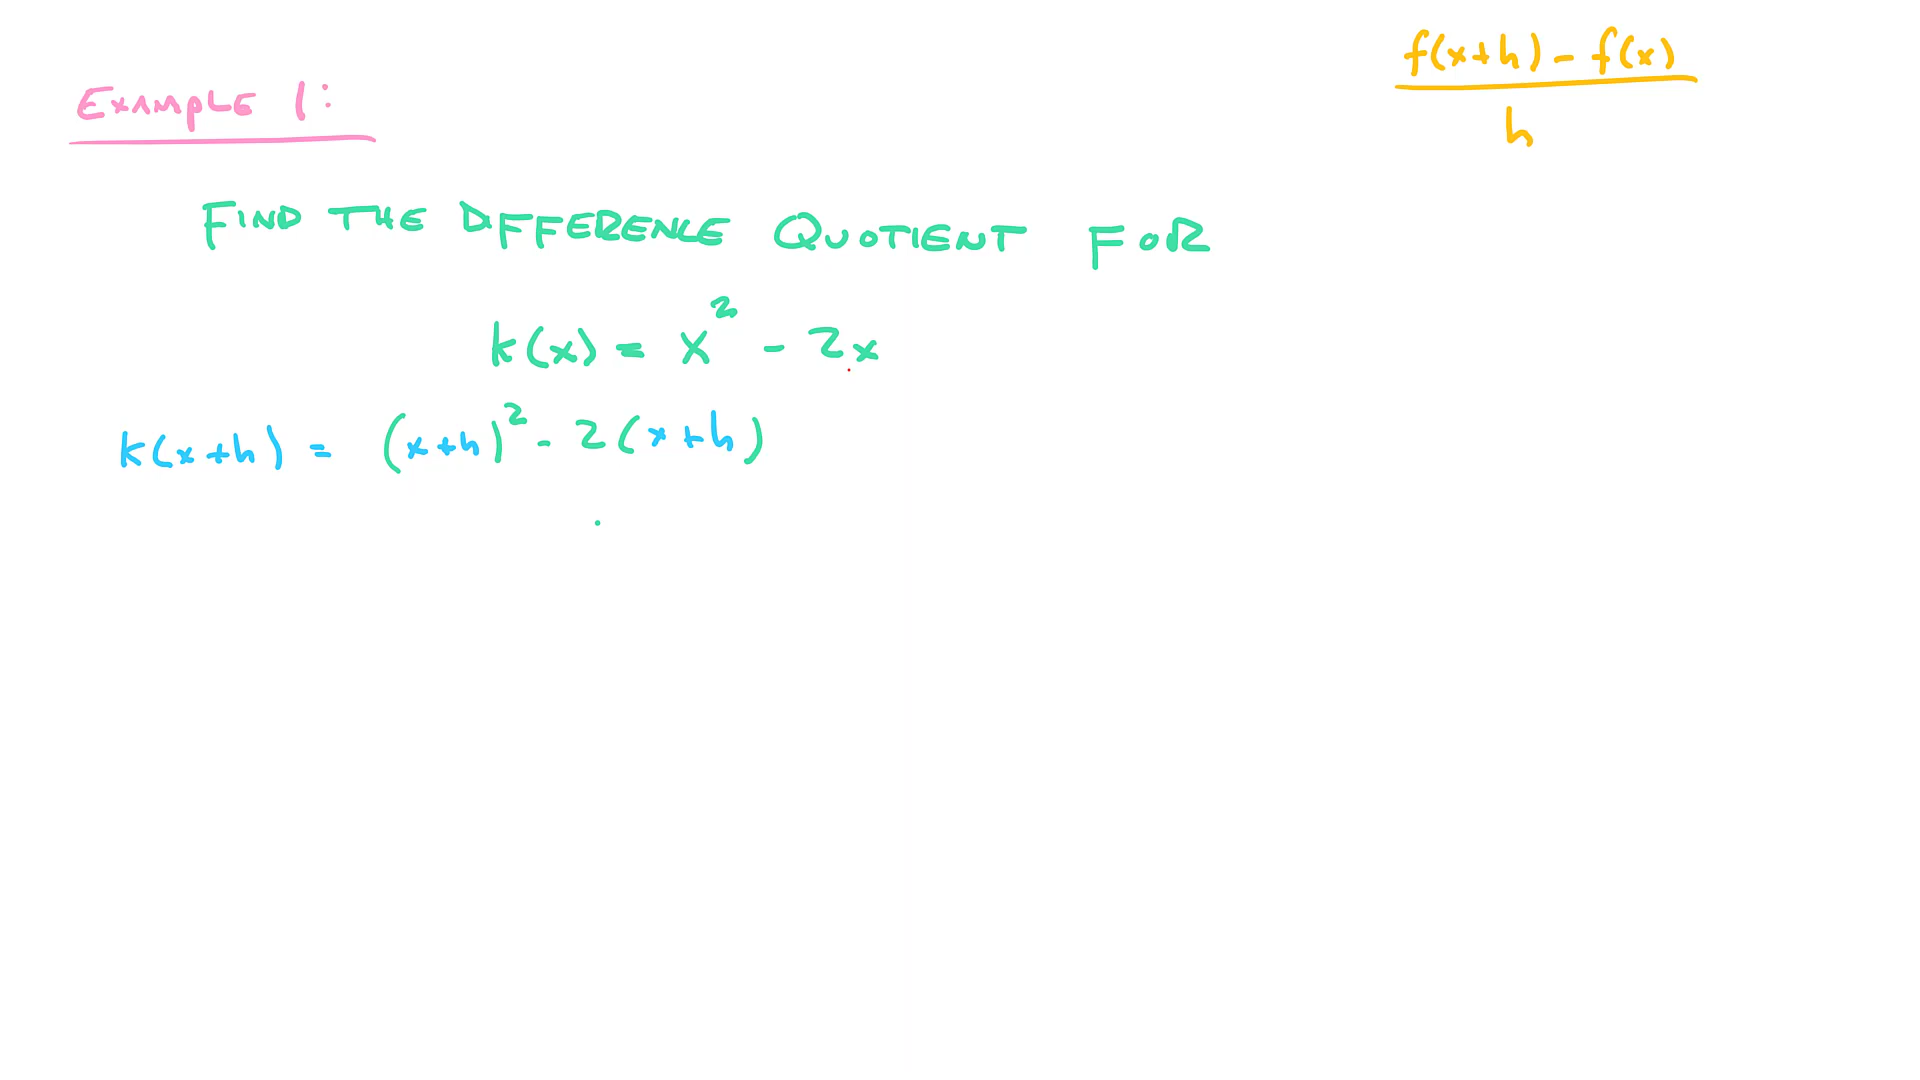 f(x+h) - f(x)
h
Example 1:
FIND THE DIFFERENCE QUOTIENT FOR
k(x) = x² - 2x
k(x+h) = (x+h)² - 2(x+h)